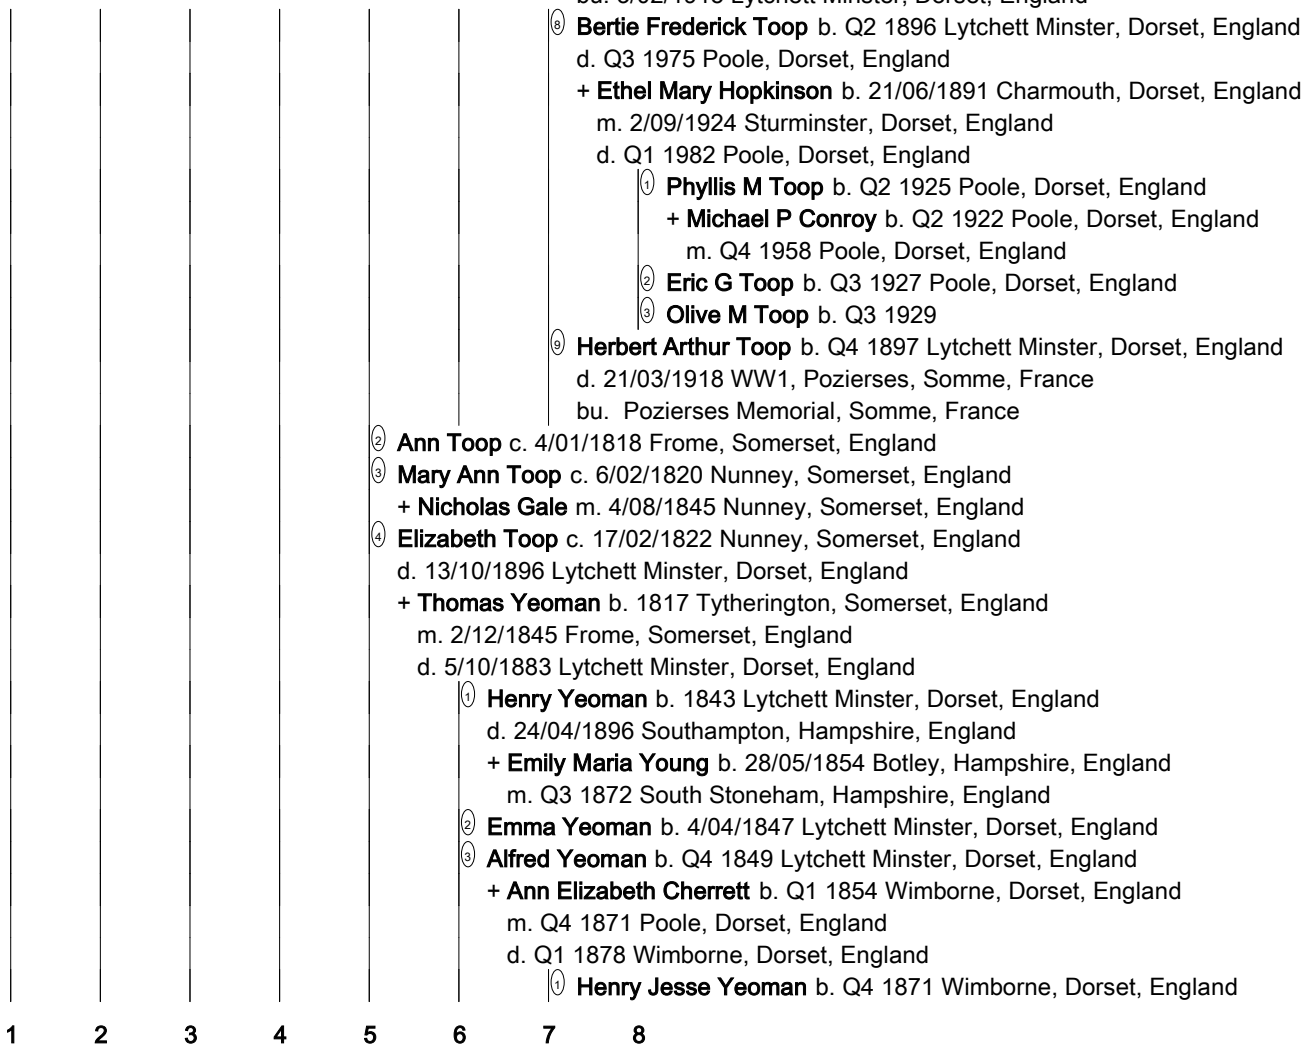 bu. 6/02/1918 Lytchett Minster, Dorset, England
8 Bertie Frederick Toop b. Q2 1896 Lytchett Minster, Dorset, England
d. Q3 1975 Poole, Dorset, England
+ Ethel Mary Hopkinson b. 21/06/1891 Charmouth, Dorset, England
m. 2/09/1924 Sturminster, Dorset, England
d. Q1 1982 Poole, Dorset, England
1 Phyllis M Toop b. Q2 1925 Poole, Dorset, England
+ Michael P Conroy b. Q2 1922 Poole, Dorset, England
m. Q4 1958 Poole, Dorset, England
2 Eric G Toop b. Q3 1927 Poole, Dorset, England
3 Olive M Toop b. Q3 1929
9 Herbert Arthur Toop b. Q4 1897 Lytchett Minster, Dorset, England
d. 21/03/1918 WW1, Pozierses, Somme, France
bu. Pozierses Memorial, Somme, France
2 Ann Toop c. 4/01/1818 Frome, Somerset, England
3 Mary Ann Toop c. 6/02/1820 Nunney, Somerset, England
+ Nicholas Gale m. 4/08/1845 Nunney, Somerset, England
4 Elizabeth Toop c. 17/02/1822 Nunney, Somerset, England
d. 13/10/1896 Lytchett Minster, Dorset, England
+ Thomas Yeoman b. 1817 Tytherington, Somerset, England
m. 2/12/1845 Frome, Somerset, England
d. 5/10/1883 Lytchett Minster, Dorset, England
1 Henry Yeoman b. 1843 Lytchett Minster, Dorset, England
d. 24/04/1896 Southampton, Hampshire, England
+ Emily Maria Young b. 28/05/1854 Botley, Hampshire, England
m. Q3 1872 South Stoneham, Hampshire, England
2 Emma Yeoman b. 4/04/1847 Lytchett Minster, Dorset, England
3 Alfred Yeoman b. Q4 1849 Lytchett Minster, Dorset, England
+ Ann Elizabeth Cherrett b. Q1 1854 Wimborne, Dorset, England
m. Q4 1871 Poole, Dorset, England
d. Q1 1878 Wimborne, Dorset, England
1 Henry Jesse Yeoman b. Q4 1871 Wimborne, Dorset, England
1 2 3 4 5 6 7 8